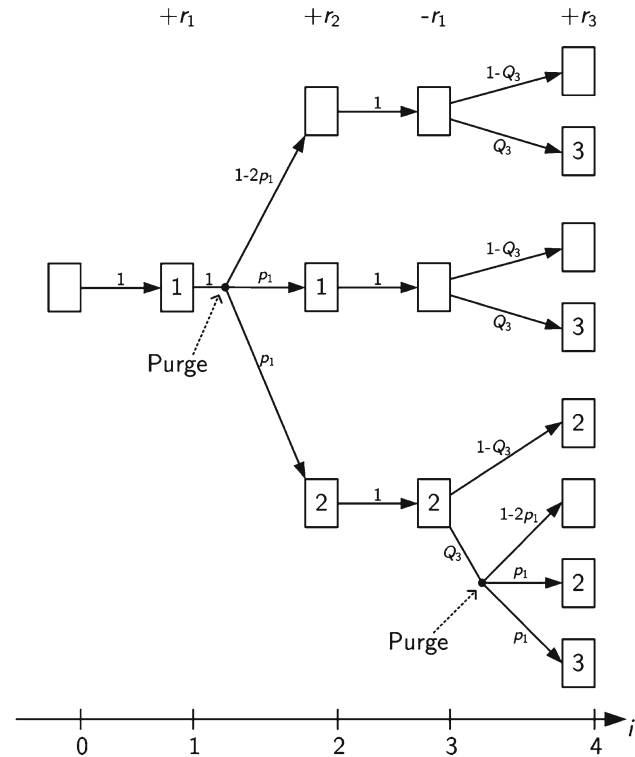 +r₁ +r₂ -r₁ +r₃
1-Q₃
1
Q₃
3
1-2p₁
1-Q₃
1 1 1 p₁ 1 1
Q₃
3
Purge
p₁
2
1-Q₃
2 1 2
1-2p₁
Q₃
p₁ 2
Purge
p₁
3
i
0 1 2 3 4